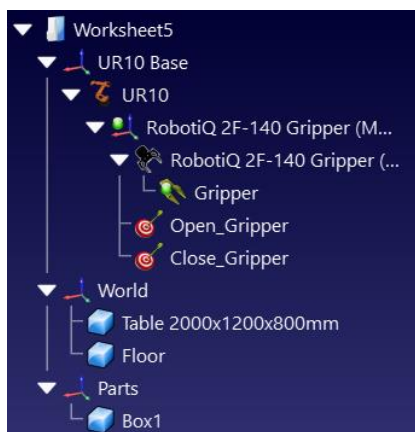 Worksheet5
UR10 Base
UR10
RobotiQ 2F-140 Gripper (M...
RobotiQ 2F-140 Gripper (...
Gripper
Open_Gripper
Close_Gripper
World
Table 2000x1200x800mm
Floor
Parts
Box1